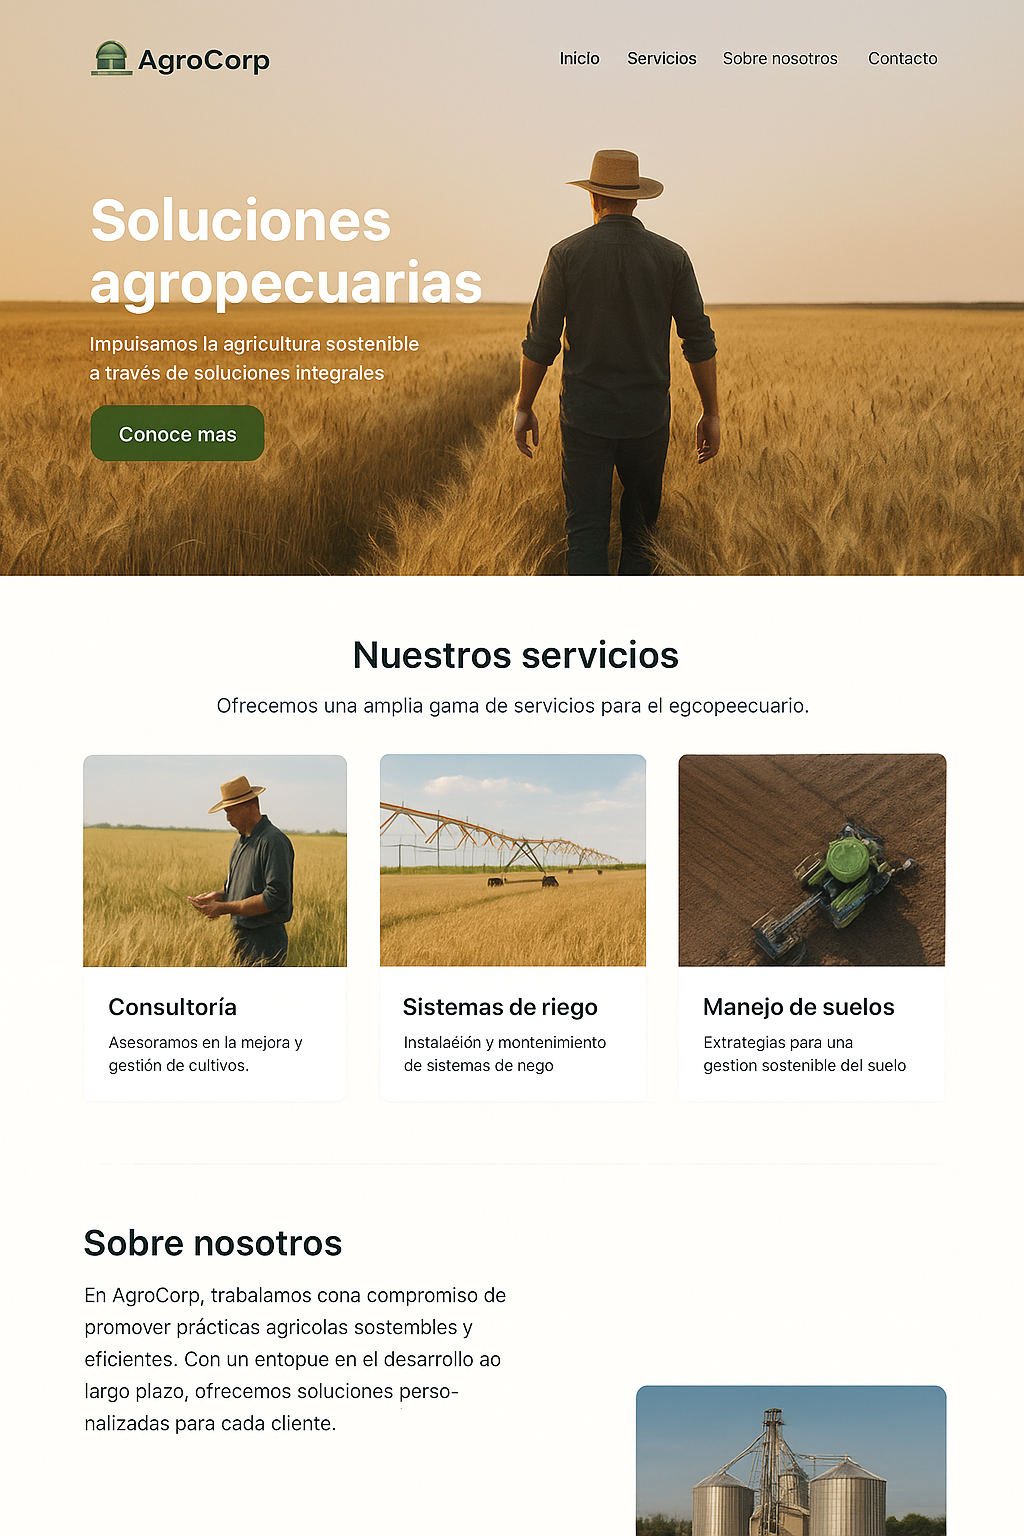 AgroCorp
Inicio
Servicios
Sobre nosotros
Contacto
Soluciones
agropecuarias
Impuisamos la agricultura sostenible
a través de soluciones integrales
Conoce mas
Nuestros servicios
Ofrecemos una amplia gama de servicios para el egcopeecuario.
Consultoría
Asesoramos en la mejora y
gestión de cultivos.
Sistemas de riego
Instalaéión y montenimiento
de sistemas de nego
Manejo de suelos
Extrategias para una
gestion sostenible del suelo
Sobre nosotros
En AgroCorp, trabalamos cona compromiso de
promover prácticas agricolas sostembles y
eficientes. Con un entopue en el desarrollo ao
largo plazo, ofrecemos soluciones perso-
nalizadas para cada cliente.